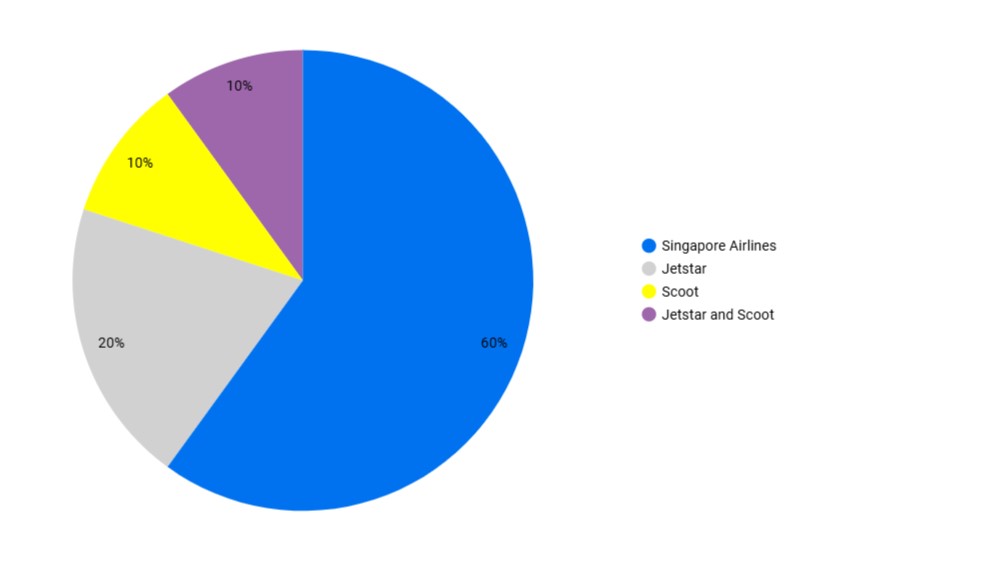 10%
10%
20%
60%
Singapore Airlines
Jetstar
Scoot
Jetstar and Scoot